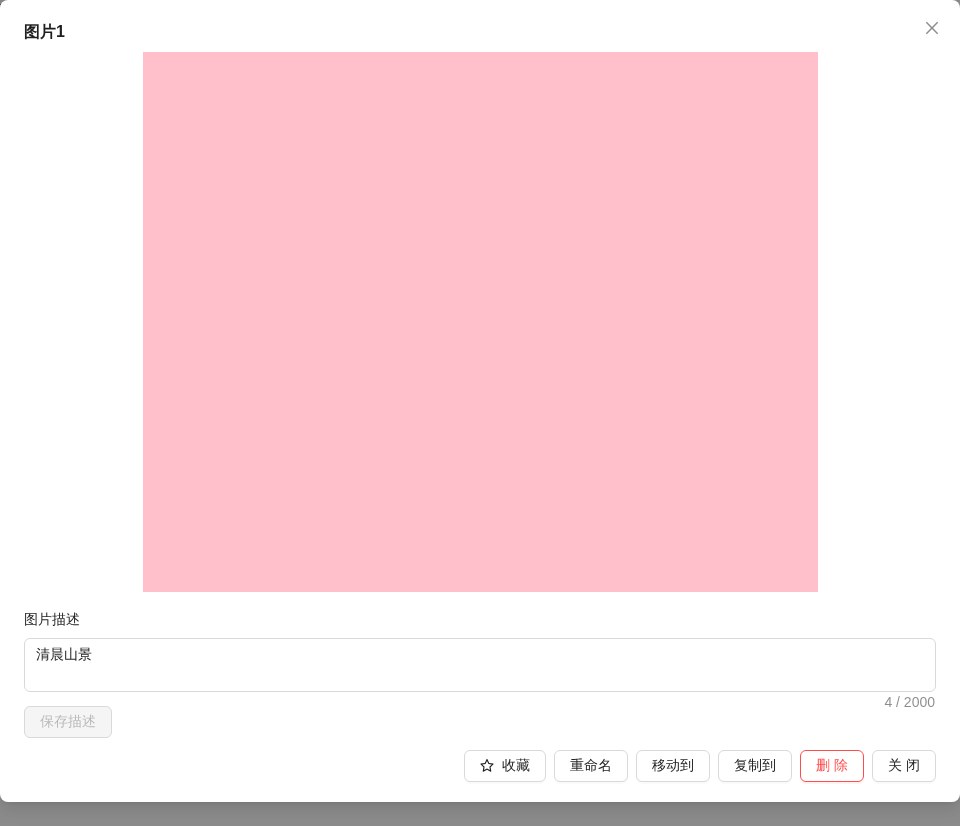 图片1
图片描述
清晨山景
4 / 2000
保存描述
收藏 重命名 移动到 复制到 删 除 关 闭